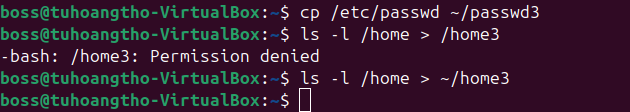 boss@tuhoangtho-VirtualBox:~$ cp /etc/passwd ~/passwd3
boss@tuhoangtho-VirtualBox:~$ ls -l /home > /home3
-bash: /home3: Permission denied
boss@tuhoangtho-VirtualBox:~$ ls -l /home > ~/home3
boss@tuhoangtho-VirtualBox:~$